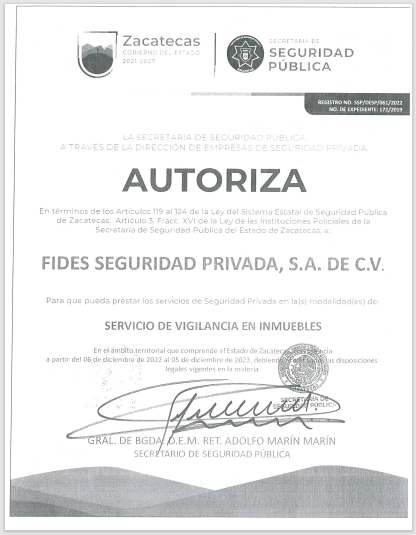 Zacatecas
GOBIERNO DEL ESTADO
2021-2027
SECRETARÍA DE
SEGURIDAD
PÚBLICA
REGISTRO NO. SSP/DESP/061/2022
NO. DE EXPEDIENTE: 172/2019
LA SECRETARÍA DE SEGURIDAD PÚBLICA,
A TRAVÉS DE LA DIRECCIÓN DE EMPRESAS DE SEGURIDAD PRIVADA,
AUTORIZA
En términos de los Artículos 119 al 124 de la Ley del Sistema Estatal de Seguridad Pública
de Zacatecas; Artículo 3, Fracc. XVI de la Ley de las Instituciones Policiales de la
Secretaría de Seguridad Pública del Estado de Zacatecas, a:
FIDES SEGURIDAD PRIVADA, S.A. DE C.V.
Para que pueda prestar los servicios de Seguridad Privada en la(s) modalidad(es) de:
SERVICIO DE VIGILANCIA EN INMUEBLES
En el ámbito territorial que comprende el Estado de Zacatecas,
a partir del 06 de diciembre de 2022 al 05 de diciembre de 2023, debiendo todas las disposiciones
legales vigentes en la materia.
SECRETARÍA DE
SEGURIDAD PÚBLICA
GRAL. DE BGDA. D.E.M. RET. ADOLFO MARÍN MARÍN
SECRETARIO DE SEGURIDAD PÚBLICA